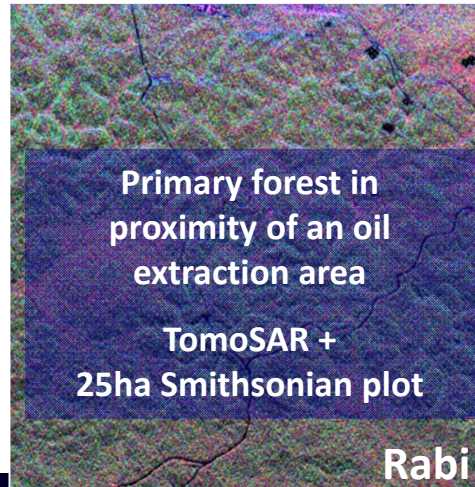 Primary forest in
proximity of an oil
extraction area
TomoSAR +
25ha Smithsonian plot
Rabi